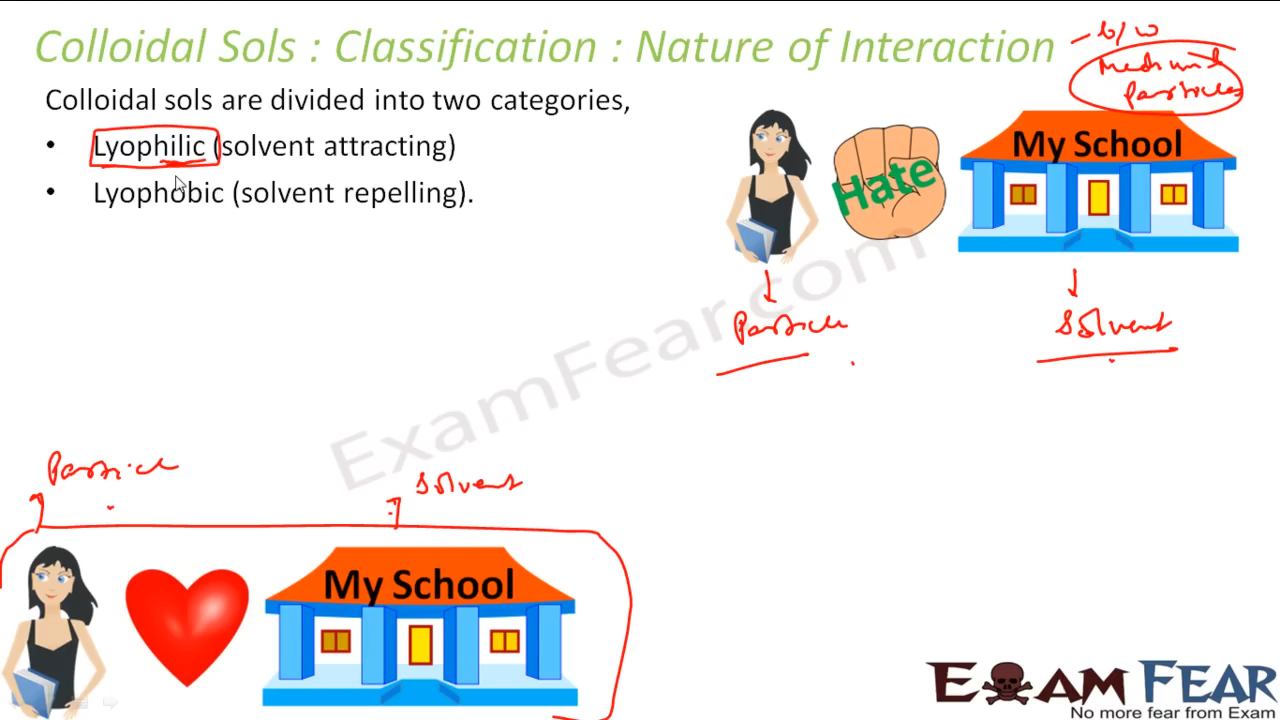 Colloidal Sols : Classification : Nature of Interaction
- b/w
Medium
particles
Colloidal sols are divided into two categories,
• Lyophilic (solvent attracting)
• Lyophobic (solvent repelling).
Hate
My School
Particle
Solvent
ExamFear.com
Particle
Solvent
My School
EXAM FEAR
No more fear from Exam